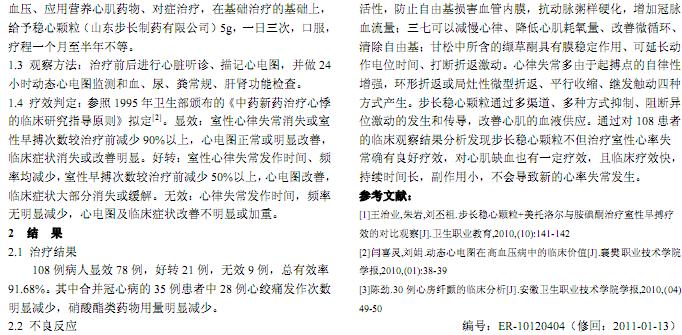 血压、应用营养心肌药物、对症治疗，在基础治疗的基础上，
给予稳心颗粒（山东步长制药有限公司）5g，一日三次，口服，
疗程一个月至半年不等。
1.3 观察方法：治疗前后进行心脏听诊、描记心电图，并做 24
小时动态心电图监测和血、尿、粪常规、肝肾功能检查。
1.4 疗效判定：参照 1995 年卫生部颁布的《中药新药治疗心悸
的临床研究指导原则》拟定[2]。显效：室性心律失常消失或室
性早搏次数较治疗前减少 90%以上，心电图正常或明显改善，
临床症状消失或改善明显。好转：室性心律失常发作时间、频
率均减少，室性早搏次数较治疗前减少 50%以上，心电图改善，
临床症状大部分消失或缓解。无效：心律失常发作时间，频率
无明显减少，心电图及临床症状改善不明显或加重。
2 结 果
2.1 治疗结果
108 例病人显效 78 例，好转 21 例，无效 9 例，总有效率
91.68%。其中合并冠心病的 35 例患者中 28 例心绞痛发作次数
明显减少，硝酸酯类药物用量明显减少。
2.2 不良反应
活性，防止自由基损害血管内膜，抗动脉粥样硬化，增加冠脉
血流量；三七可以减慢心律、降低心肌耗氧量、改善微循环、
清除自由基；甘松中所含的缬草酮具有膜稳定作用、可延长动
作电位时间、打断折返激动。心律失常多由于起搏点的自律性
增强，环形折返或局灶性微型折返、平行收缩、继发触动四种
方式产生。步长稳心颗粒通过多渠道、多种方式抑制、阻断异
位激动的发生和传导，改善心肌的血液供应。通过对 108 患者
的临床观察结果分析发现步长稳心颗粒不但治疗室性心率失
常确有良好疗效，对心肌缺血也有一定疗效，且临床疗效快，
持续时间长，副作用小，不会导致新的心率失常发生。
参考文献：
[1]王治业,朱岩,刘丕祖.步长稳心颗粒+美托洛尔与胺碘酮治疗室性早搏疗
效的对比观察[J].卫生职业教育,2010,(10):141-142
[2]闫喜灵,刘娟.动态心电图在高血压病中的临床价值[J].襄樊职业技术学院
学报,2010,(01):38-39
[3]陈劲.30 例心房纤颤的临床分析[J].安徽卫生职业技术学院学报,2010,(04)
49-50
编号：ER-10120404（修回：2011-01-13）